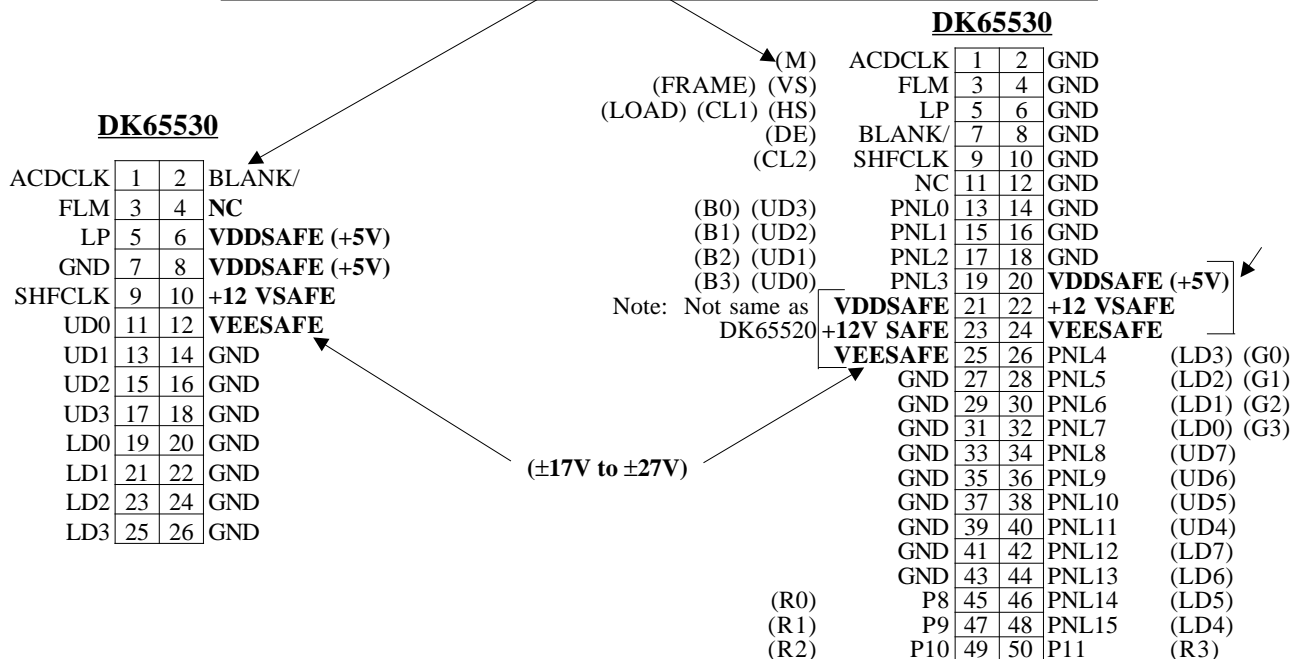 DK65530
ACDCLK 1 2 BLANK/
FLM 3 4 NC
LP 5 6 VDDSAFE (+5V)
GND 7 8 VDDSAFE (+5V)
SHFCLK 9 10 +12 VSAFE
UD0 11 12 VEESAFE
UD1 13 14 GND
UD2 15 16 GND
UD3 17 18 GND
LD0 19 20 GND
LD1 21 22 GND
LD2 23 24 GND
LD3 25 26 GND
(±17V to ±27V)
DK65530
(M) ACDCLK 1 2 GND
(FRAME) (VS) FLM 3 4 GND
(LOAD) (CL1) (HS) LP 5 6 GND
(DE) BLANK/ 7 8 GND
(CL2) SHFCLK 9 10 GND
NC 11 12 GND
(B0) (UD3) PNL0 13 14 GND
(B1) (UD2) PNL1 15 16 GND
(B2) (UD1) PNL2 17 18 GND
(B3) (UD0) PNL3 19 20 VDDSAFE (+5V)
Note: Not same as VDDSAFE 21 22 +12 VSAFE
DK65520 +12V SAFE 23 24 VEESAFE
VEESAFE 25 26 PNL4 (LD3) (G0)
GND 27 28 PNL5 (LD2) (G1)
GND 29 30 PNL6 (LD1) (G2)
GND 31 32 PNL7 (LD0) (G3)
GND 33 34 PNL8 (UD7)
GND 35 36 PNL9 (UD6)
GND 37 38 PNL10 (UD5)
GND 39 40 PNL11 (UD4)
GND 41 42 PNL12 (LD7)
GND 43 44 PNL13 (LD6)
(R0) P8 45 46 PNL14 (LD5)
(R1) P9 47 48 PNL15 (LD4)
(R2) P10 49 50 P11 (R3)